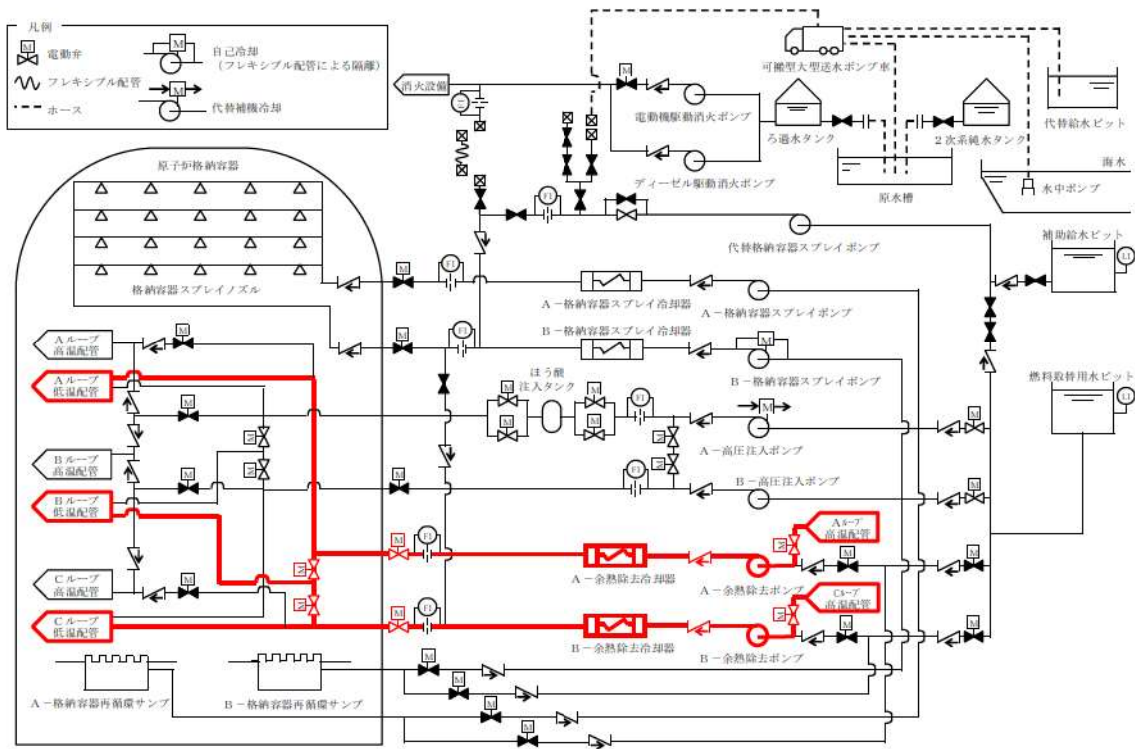 凡例
M
電動弁
フレキシブル配管
ホース
M
自己冷却
（フレキシブル配管による隔離）
M
代替補機冷却
消火設備
M
電動機駆動消火ポンプ
ディーゼル駆動消火ポンプ
可搬型大型送水ポンプ車
ろ過水タンク
2次系純水タンク
原水槽
代替給水ピット
海水
水中ポンプ
FI
代替格納容器スプレイポンプ
補助給水ピット
LI
原子炉格納容器
格納容器スプレイノズル
M
FI
A－格納容器スプレイ冷却器
A－格納容器スプレイポンプ
M
FI
B－格納容器スプレイ冷却器
M
B－格納容器スプレイポンプ
燃料取替用水ピット
LI
Aループ
高温配管
M
Aループ
低温配管
M
ほう酸
注入タンク
M
M
M
M
FI
M
A－高圧注入ポンプ
M
M
M
Bループ
高温配管
M
M
M
FI
M
B－高圧注入ポンプ
M
Bループ
低温配管
M
M
FI
A－余熱除去冷却器
A－余熱除去ポンプ
Aループ
高温配管
M
M
M
Cループ
高温配管
M
M
Cループ
低温配管
M
FI
B－余熱除去冷却器
B－余熱除去ポンプ
Cループ
高温配管
M
M
M
A－格納容器再循環サンプ
B－格納容器再循環サンプ
M
M
M
M